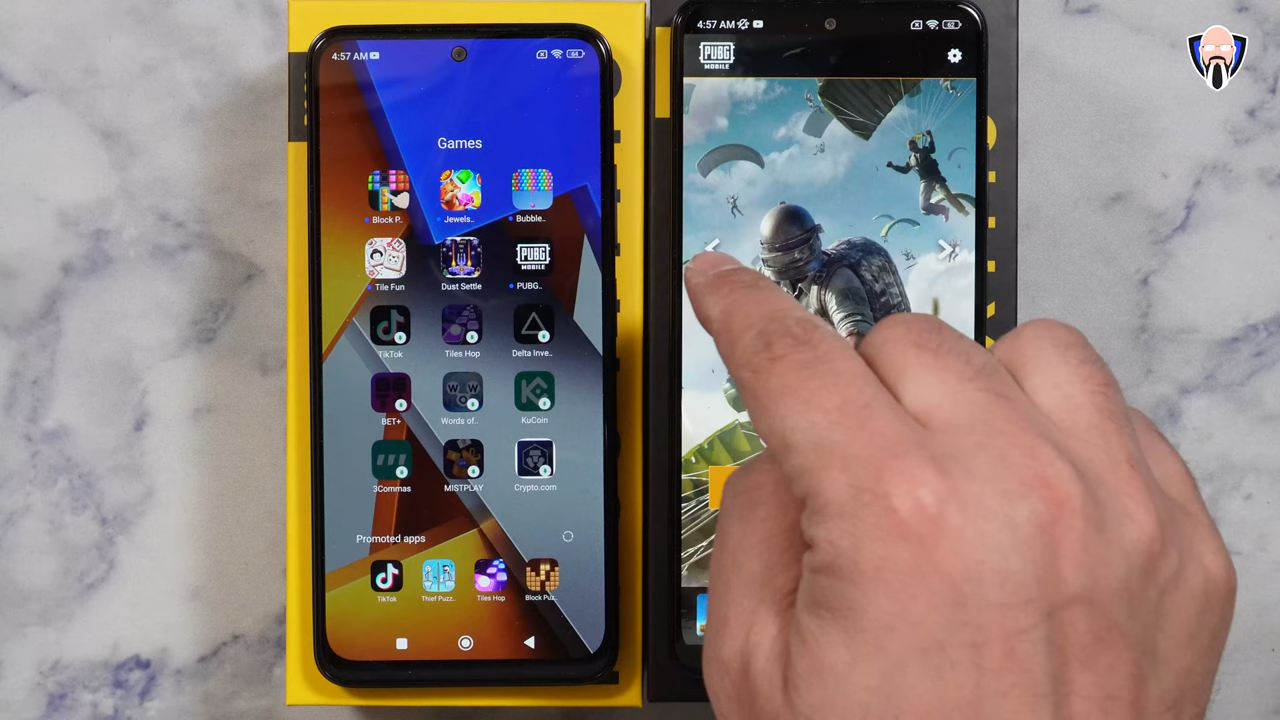 4:57 AM
64
Games
Block P..
Jewels..
Bubble..
PUBG
MOBILE
Tile Fun
Dust Settle
PUBG..
TikTok
Tiles Hop
Delta Inve..
BET+
Words of..
KuCoin
3Commas
MISTPLAY
Crypto.com
Promoted apps
TikTok
Thief Puzz..
Tiles Hop
Block Puz..
4:57 AM
62
PUBG
MOBILE